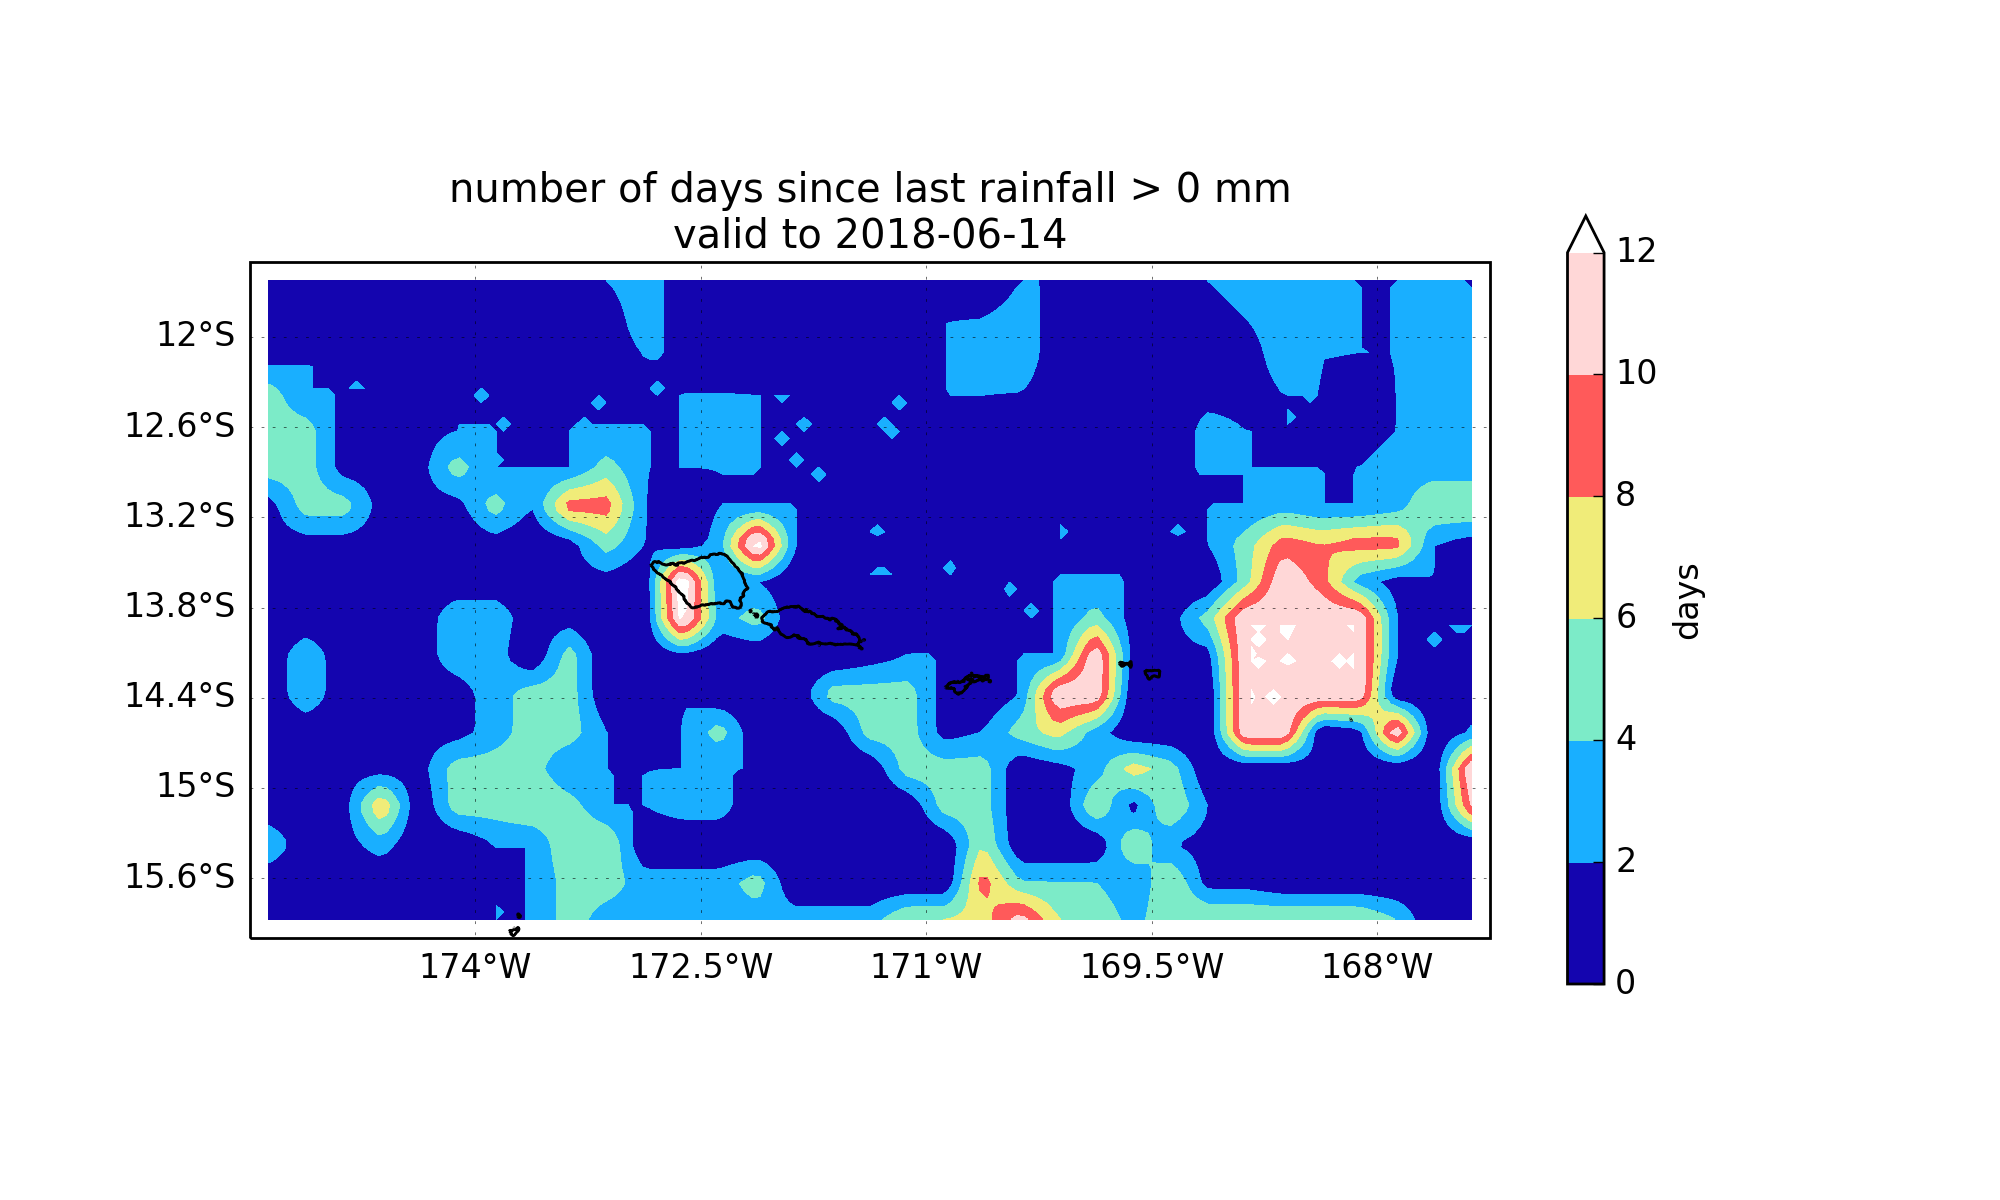 number of days since last rainfall > 0 mm
valid to 2018-06-14
12°S
12.6°S
13.2°S
13.8°S
14.4°S
15°S
15.6°S
174°W
172.5°W
171°W
169.5°W
168°W
12
10
8
6
4
2
0
days